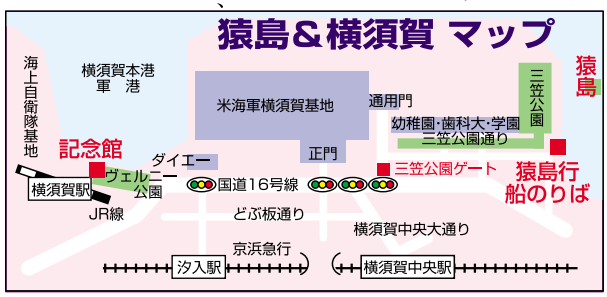 、
猿島&横須賀 マップ
海上自衛隊基地
横須賀本港
軍 港
米海軍横須賀基地
通用門
幼稚園・歯科大・学園
三笠公園通り
三笠公園
猿島
記念館
ダイエー
正門
三笠公園ゲート
猿島行
船のりば
ヴェルニー
公園
横須賀駅
JR線
国道16号線
どぶ板通り
横須賀中央大通り
京浜急行
汐入駅
横須賀中央駅